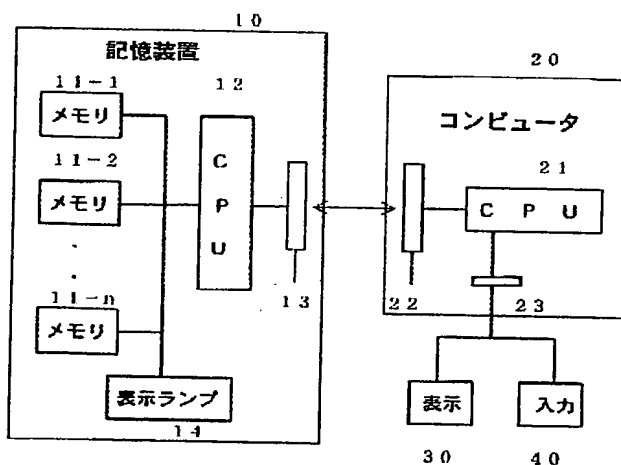 10
記憶装置
11-1
メモリ
11-2
メモリ
11-n
メモリ
12
CPU
13
表示ランプ
14
20
コンピュータ
21
CPU
22
23
表示
30
入力
40